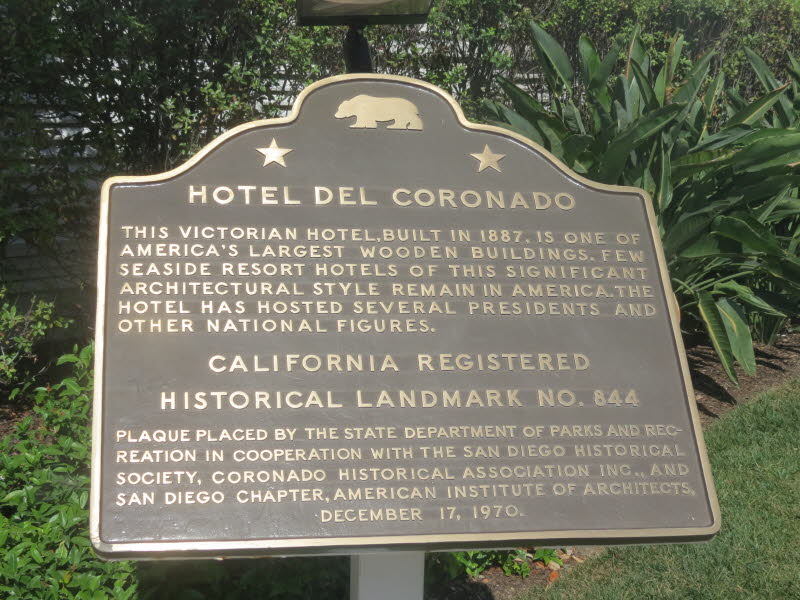 HOTEL DEL CORONADO
THIS VICTORIAN HOTEL, BUILT IN 1887, IS ONE OF
AMERICA'S LARGEST WOODEN BUILDINGS. FEW
SEASIDE RESORT HOTELS OF THIS SIGNIFICANT
ARCHITECTURAL STYLE REMAIN IN AMERICA. THE
HOTEL HAS HOSTED SEVERAL PRESIDENTS AND
OTHER NATIONAL FIGURES.
CALIFORNIA REGISTERED
HISTORICAL LANDMARK NO. 844
PLAQUE PLACED BY THE STATE DEPARTMENT OF PARKS AND REC-
REATION IN COOPERATION WITH THE SAN DIEGO HISTORICAL
SOCIETY, CORONADO HISTORICAL ASSOCIATION INC., AND
SAN DIEGO CHAPTER, AMERICAN INSTITUTE OF ARCHITECTS,
DECEMBER 17, 1970.